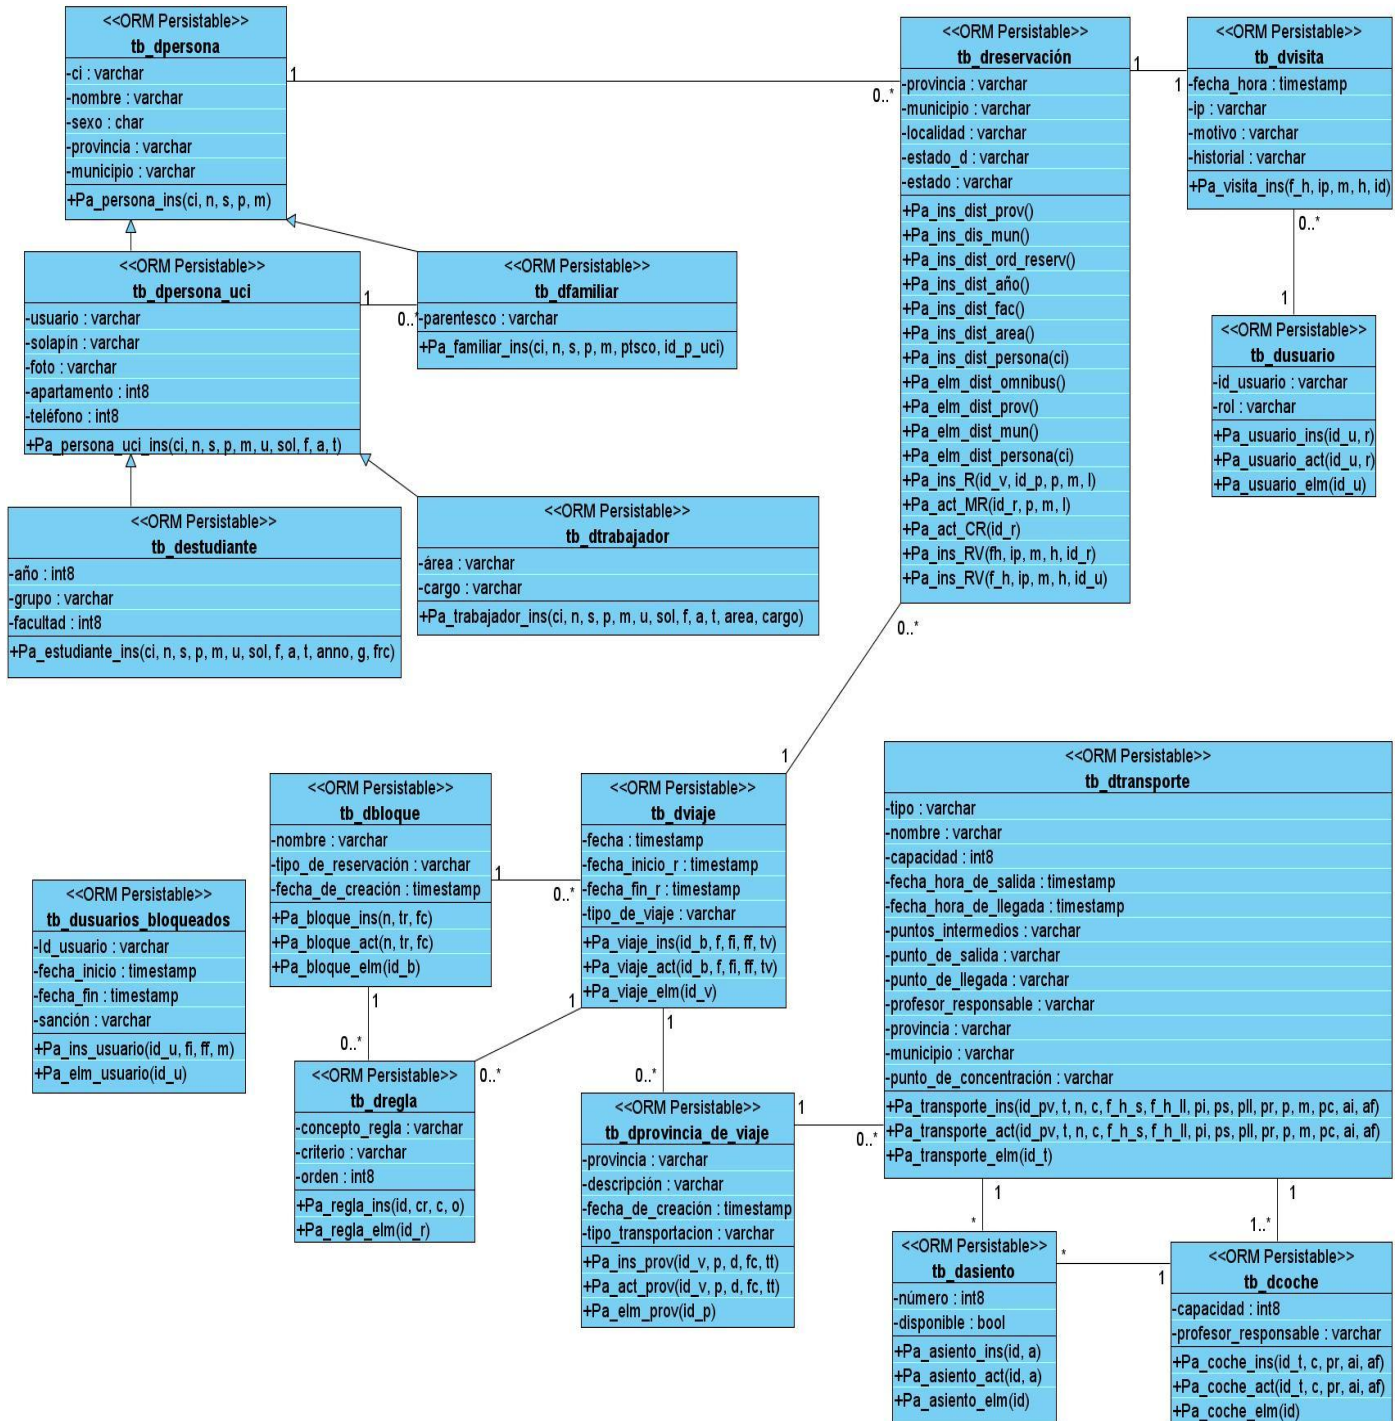 <<ORM Persistable>>
tb_dpersona
-ci : varchar
-nombre : varchar
-sexo : char
-provincia : varchar
-municipio : varchar
+Pa_persona_ins(ci, n, s, p, m)
1
0..*
<<ORM Persistable>>
tb_dreservación
-provincia : varchar
-municipio : varchar
-localidad : varchar
-estado_d : varchar
-estado : varchar
+Pa_ins_dist_prov()
+Pa_ins_dis_mun()
+Pa_ins_dist_ord_reserv()
+Pa_ins_dist_año()
+Pa_ins_dist_fac()
+Pa_ins_dist_area()
+Pa_ins_dist_persona(ci)
+Pa_elm_dist_omnibus()
+Pa_elm_dist_prov()
+Pa_elm_dist_mun()
+Pa_elm_dist_persona(ci)
+Pa_ins_R(id_v, id_p, p, m, l)
+Pa_act_MR(id_r, p, m, l)
+Pa_act_CR(id_r)
+Pa_ins_RV(fh, ip, m, h, id_r)
+Pa_ins_RV(f_h, ip, m, h, id_u)
1
1
<<ORM Persistable>>
tb_dvisita
-fecha_hora : timestamp
-ip : varchar
-motivo : varchar
-historial : varchar
+Pa_visita_ins(f_h, ip, m, h, id)
0..*
1
<<ORM Persistable>>
tb_dusuario
-id_usuario : varchar
-rol : varchar
+Pa_usuario_ins(id_u, r)
+Pa_usuario_act(id_u, r)
+Pa_usuario_elm(id_u)
<<ORM Persistable>>
tb_dpersona_uci
-usuario : varchar
-solapin : varchar
-foto : varchar
-apartamento : int8
-teléfono : int8
+Pa_persona_uci_ins(ci, n, s, p, m, u, sol, f, a, t)
1
0..*
<<ORM Persistable>>
tb_dfamiliar
-parentesco : varchar
+Pa_familiar_ins(ci, n, s, p, m, ptsco, id_p_uci)
<<ORM Persistable>>
tb_destudiante
-año : int8
-grupo : varchar
-facultad : int8
+Pa_estudiante_ins(ci, n, s, p, m, u, sol, f, a, t, anno, g, frc)
<<ORM Persistable>>
tb_dtrabajador
-área : varchar
-cargo : varchar
+Pa_trabajador_ins(ci, n, s, p, m, u, sol, f, a, t, area, cargo)
0..*
1
<<ORM Persistable>>
tb_dusuarios_bloqueados
-Id_usuario : varchar
-fecha_inicio : timestamp
-fecha_fin : timestamp
-sanción : varchar
+Pa_ins_usuario(id_u, fi, ff, m)
+Pa_elm_usuario(id_u)
<<ORM Persistable>>
tb_dbloque
-nombre : varchar
-tipo_de_reservación : varchar
-fecha_de_creación : timestamp
+Pa_bloque_ins(n, tr, fc)
+Pa_bloque_act(n, tr, fc)
+Pa_bloque_elm(id_b)
1
0..*
<<ORM Persistable>>
tb_dviaje
-fecha : timestamp
-fecha_inicio_r : timestamp
-fecha_fin_r : timestamp
-tipo_de_viaje : varchar
+Pa_viaje_ins(id_b, f, fi, ff, tv)
+Pa_viaje_act(id_b, f, fi, ff, tv)
+Pa_viaje_elm(id_v)
1
0..*
1
0..*
1
0..*
<<ORM Persistable>>
tb_dregla
-concepto_regla : varchar
-criterio : varchar
-orden : int8
+Pa_regla_ins(id, cr, c, o)
+Pa_regla_elm(id_r)
<<ORM Persistable>>
tb_dprovincia_de_viaje
-provincia : varchar
-descripción : varchar
-fecha_de_creación : timestamp
-tipo_transportacion : varchar
+Pa_ins_prov(id_v, p, d, fc, tt)
+Pa_act_prov(id_v, p, d, fc, tt)
+Pa_elm_prov(id_p)
1
0..*
<<ORM Persistable>>
tb_dtransporte
-tipo : varchar
-nombre : varchar
-capacidad : int8
-fecha_hora_de_salida : timestamp
-fecha_hora_de_llegada : timestamp
-puntos_intermedios : varchar
-punto_de_salida : varchar
-punto_de_llegada : varchar
-profesor_responsable : varchar
-provincia : varchar
-municipio : varchar
-punto_de_concentración : varchar
+Pa_transporte_ins(id_pv, t, n, c, f_h_s, f_h_ll, pi, ps, pll, pr, p, m, pc, ai, af)
+Pa_transporte_act(id_pv, t, n, c, f_h_s, f_h_ll, pi, ps, pll, pr, p, m, pc, ai, af)
+Pa_transporte_elm(id_t)
1
*
1
1..*
<<ORM Persistable>>
tb_dasiento
-número : int8
-disponible : bool
+Pa_asiento_ins(id, a)
+Pa_asiento_act(id, a)
+Pa_asiento_elm(id)
*
1
<<ORM Persistable>>
tb_dcoche
-capacidad : int8
-profesor_responsable : varchar
+Pa_coche_ins(id_t, c, pr, ai, af)
+Pa_coche_act(id_t, c, pr, ai, af)
+Pa_coche_elm(id)